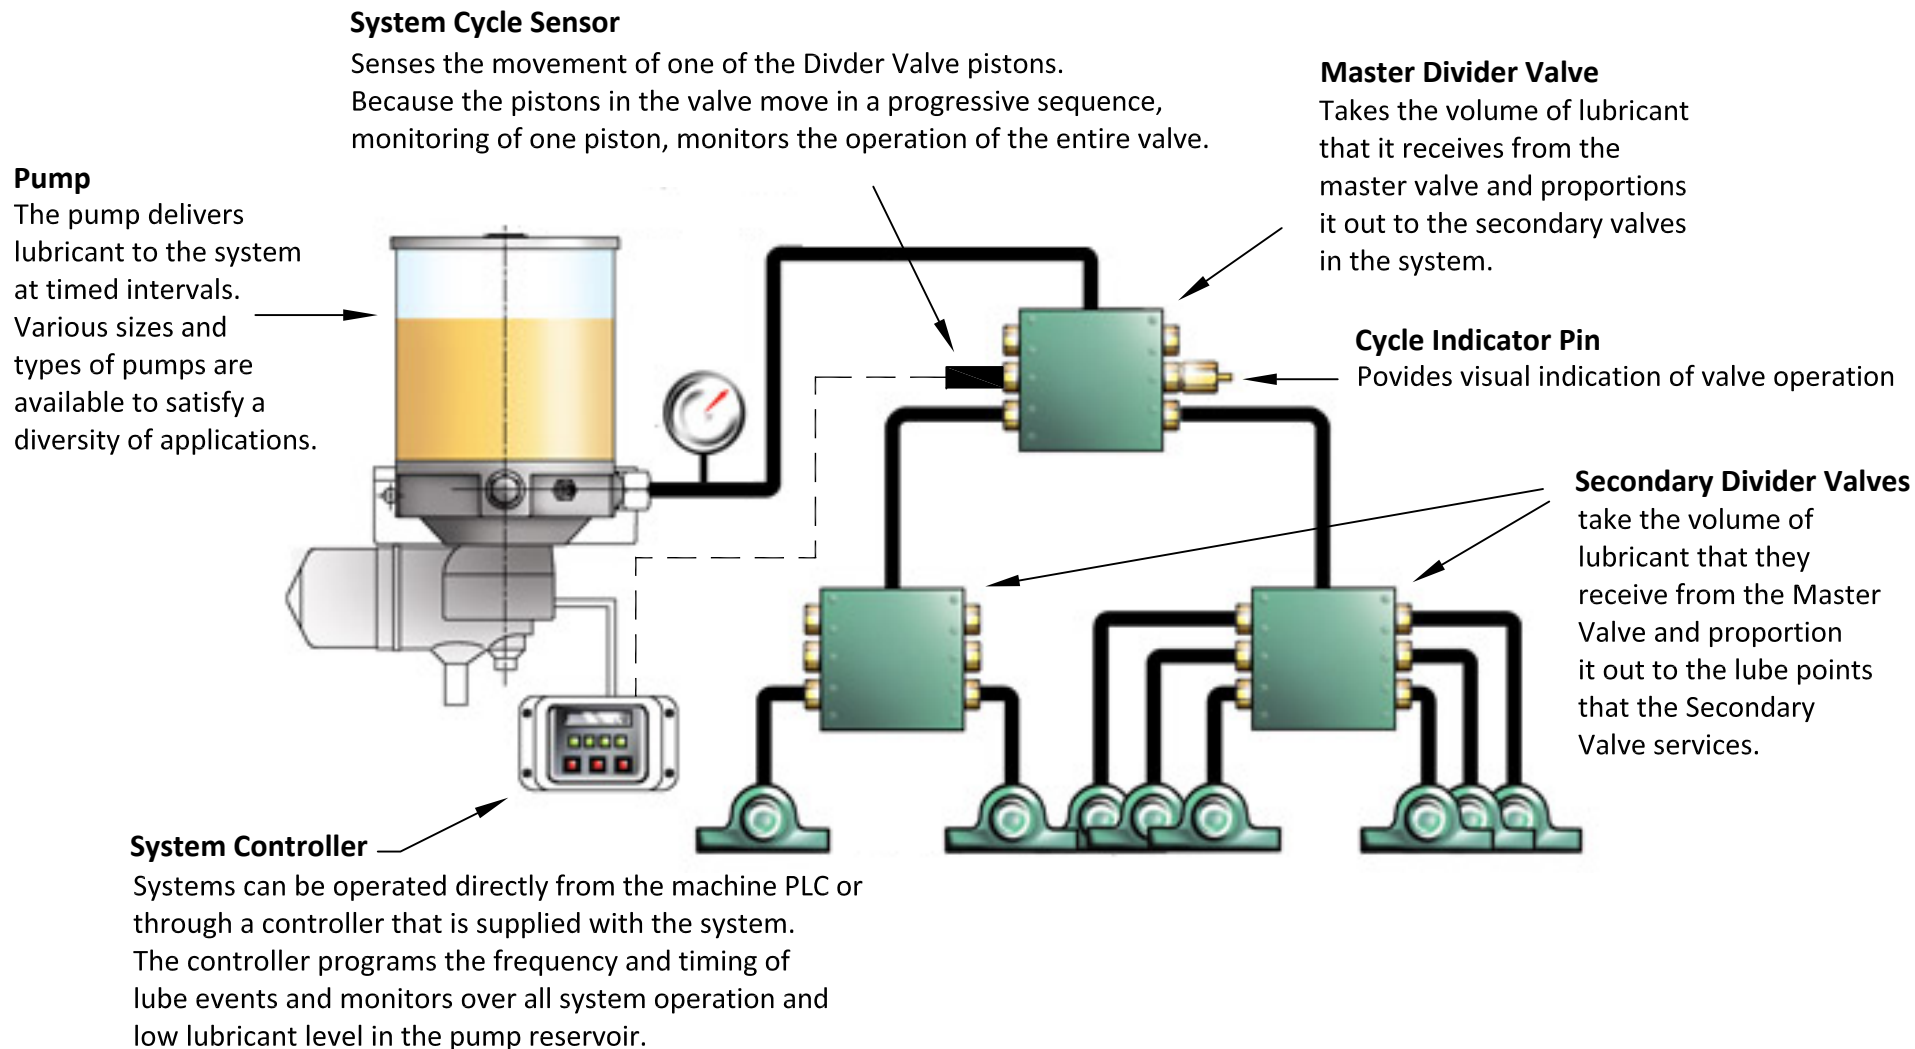 System Cycle Sensor
Senses the movement of one of the Divder Valve pistons.
Because the pistons in the valve move in a progressive sequence,
monitoring of one piston, monitors the operation of the entire valve.
Master Divider Valve
Takes the volume of lubricant
that it receives from the
master valve and proportions
it out to the secondary valves
in the system.
Pump
The pump delivers
lubricant to the system
at timed intervals.
Various sizes and
types of pumps are
available to satisfy a
diversity of applications.
Cycle Indicator Pin
Povides visual indication of valve operation
Secondary Divider Valves
take the volume of
lubricant that they
receive from the Master
Valve and proportion
it out to the lube points
that the Secondary
Valve services.
System Controller
Systems can be operated directly from the machine PLC or
through a controller that is supplied with the system.
The controller programs the frequency and timing of
lube events and monitors over all system operation and
low lubricant level in the pump reservoir.